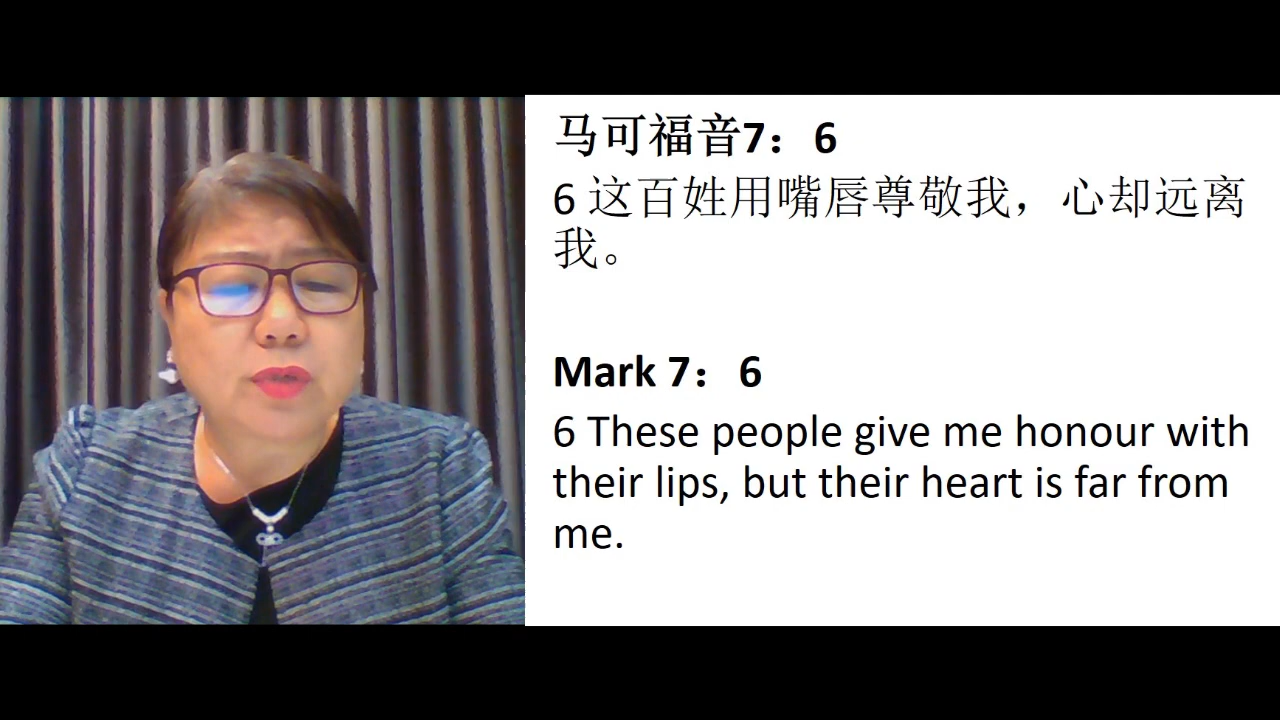 马可福音7：6
6 这百姓用嘴唇尊敬我，心却远离
我。
Mark 7：6
6 These people give me honour with
their lips, but their heart is far from
me.